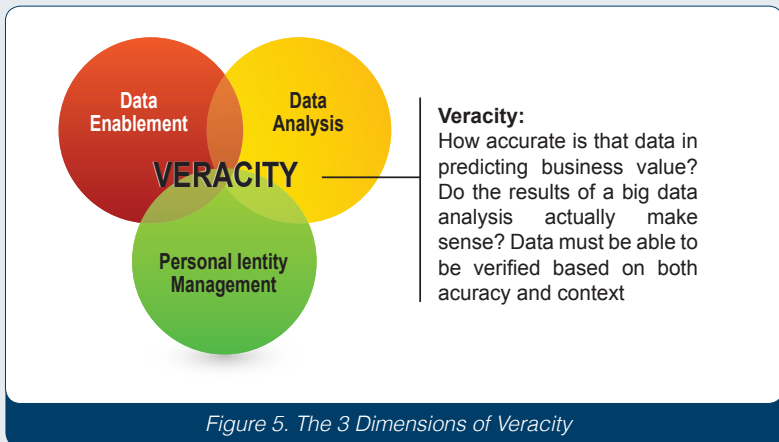 Data
Enablement
Data
Analysis
VERACITY
Personal Ientity
Management
Veracity:
How accurate is that data in
predicting business value?
Do the results of a big data
analysis actually make
sense? Data must be able to
be verified based on both
acuracy and context
Figure 5. The 3 Dimensions of Veracity